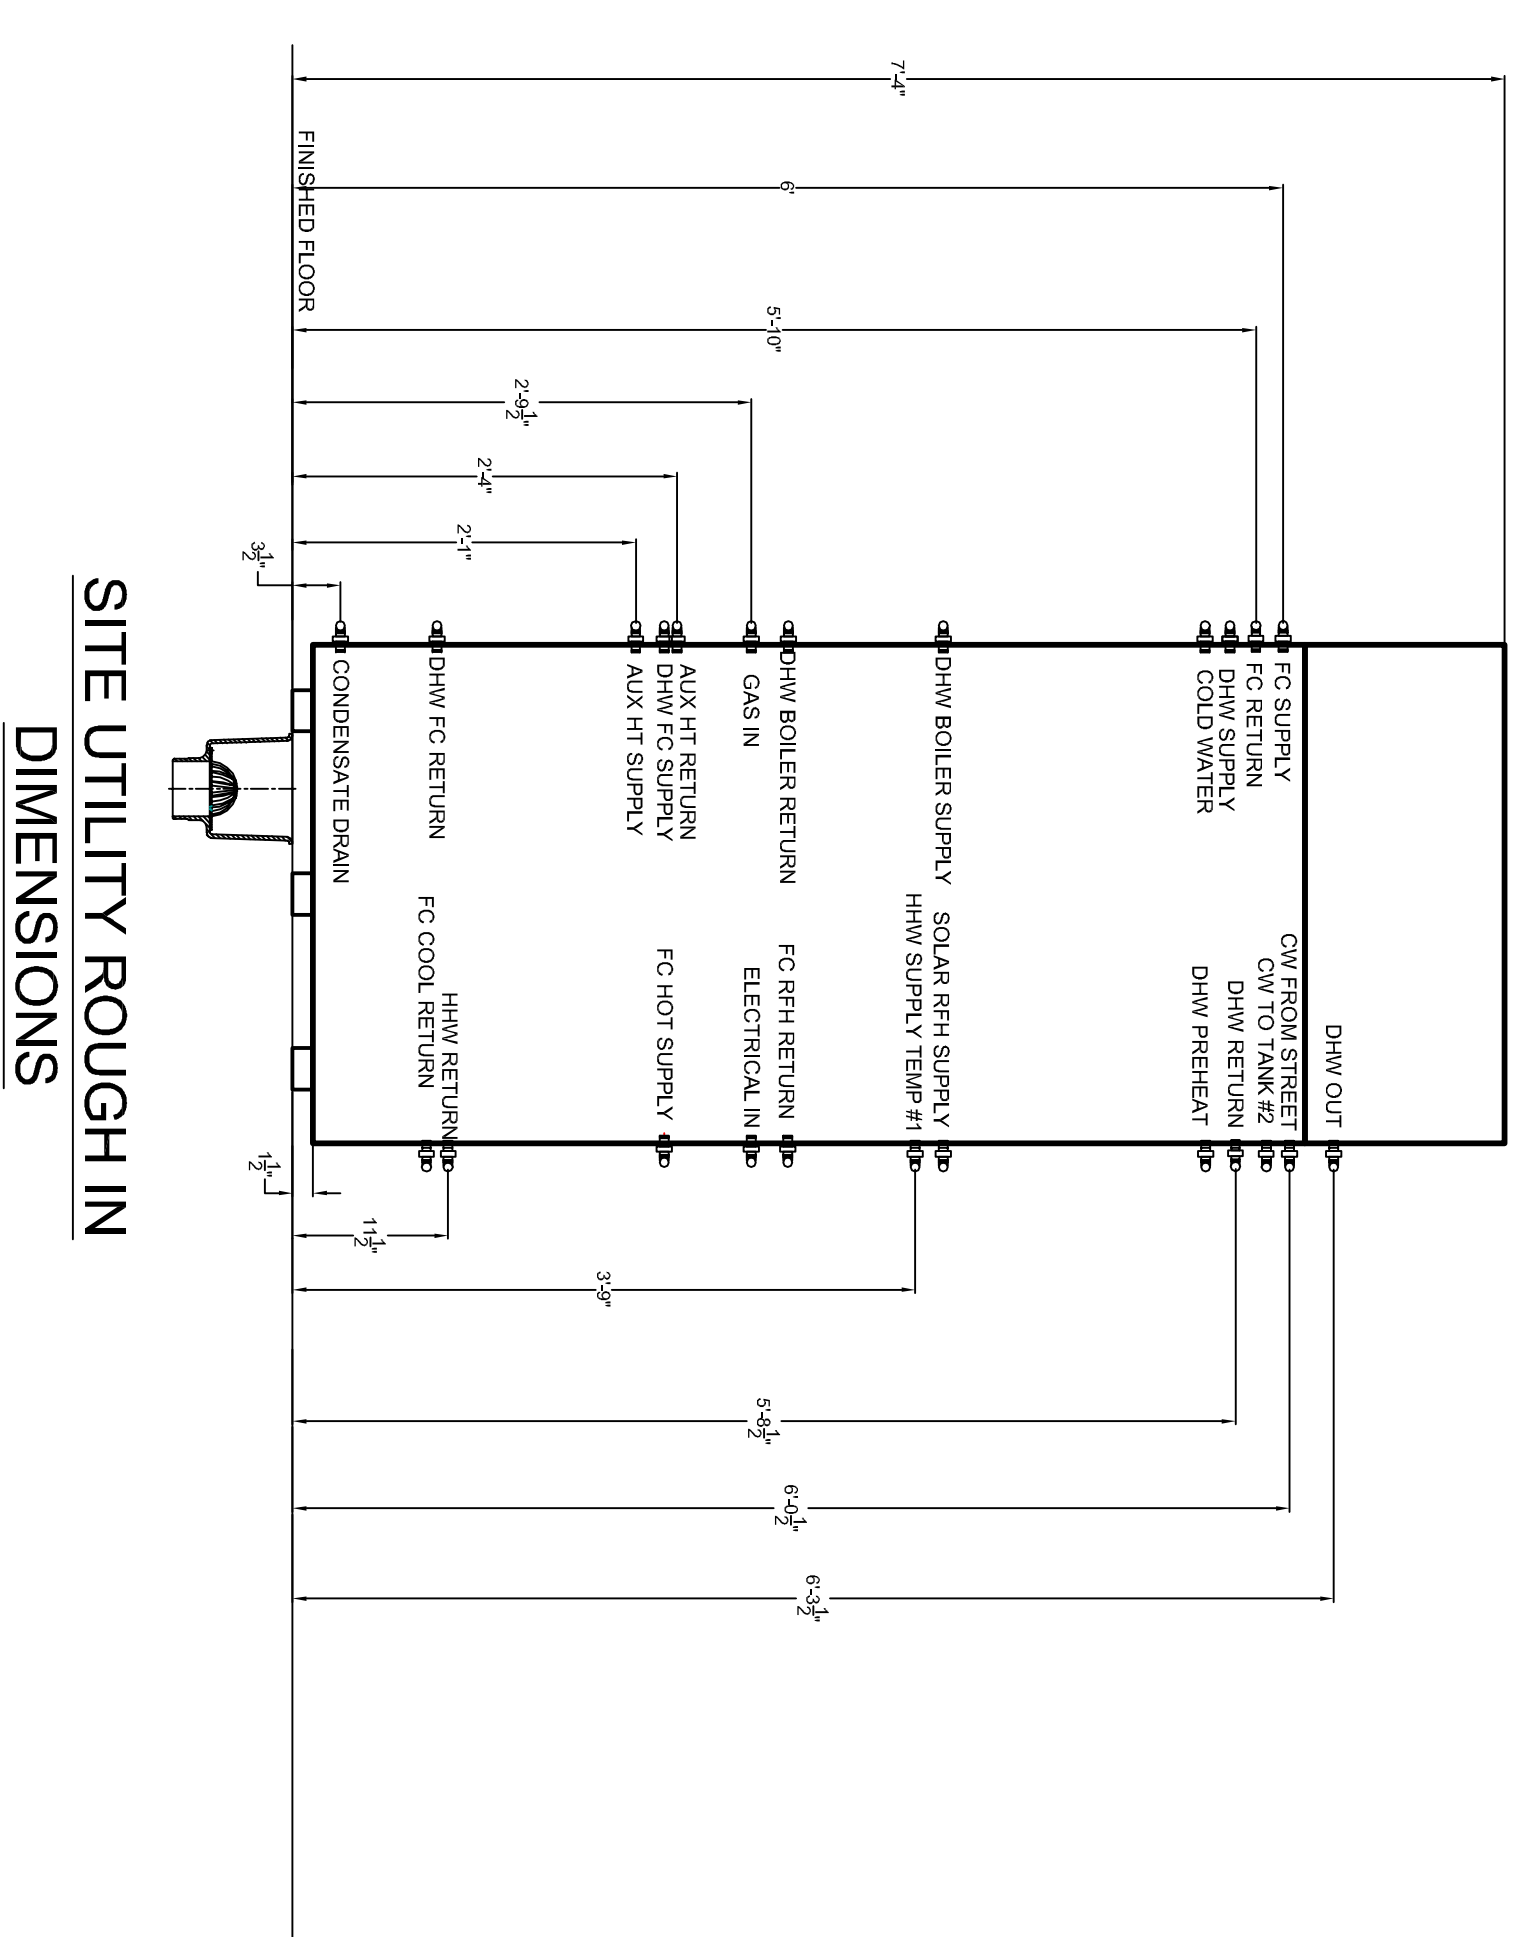 7'-4"
6'
5'-10"
2'-9 1/2"
2'-4"
2'-1"
3 1/2"
FINISHED FLOOR
FC SUPPLY
FC RETURN
DHW SUPPLY
COLD WATER
DHW BOILER SUPPLY
DHW BOILER RETURN
GAS IN
AUX HT RETURN
DHW FC SUPPLY
AUX HT SUPPLY
DHW FC RETURN
CONDENSATE DRAIN
DHW OUT
CW FROM STREET
CW TO TANK #2
DHW RETURN
DHW PREHEAT
SOLAR RFH SUPPLY
HHW SUPPLY TEMP #1
FC RFH RETURN
ELECTRICAL IN
FC HOT SUPPLY
HHW RETURN
FC COOL RETURN
1 1/2"
11 1/2"
3'-9"
5'-8 1/2"
6'-0 1/2"
6'-3 1/2"
SITE UTILITY ROUGH IN
DIMENSIONS